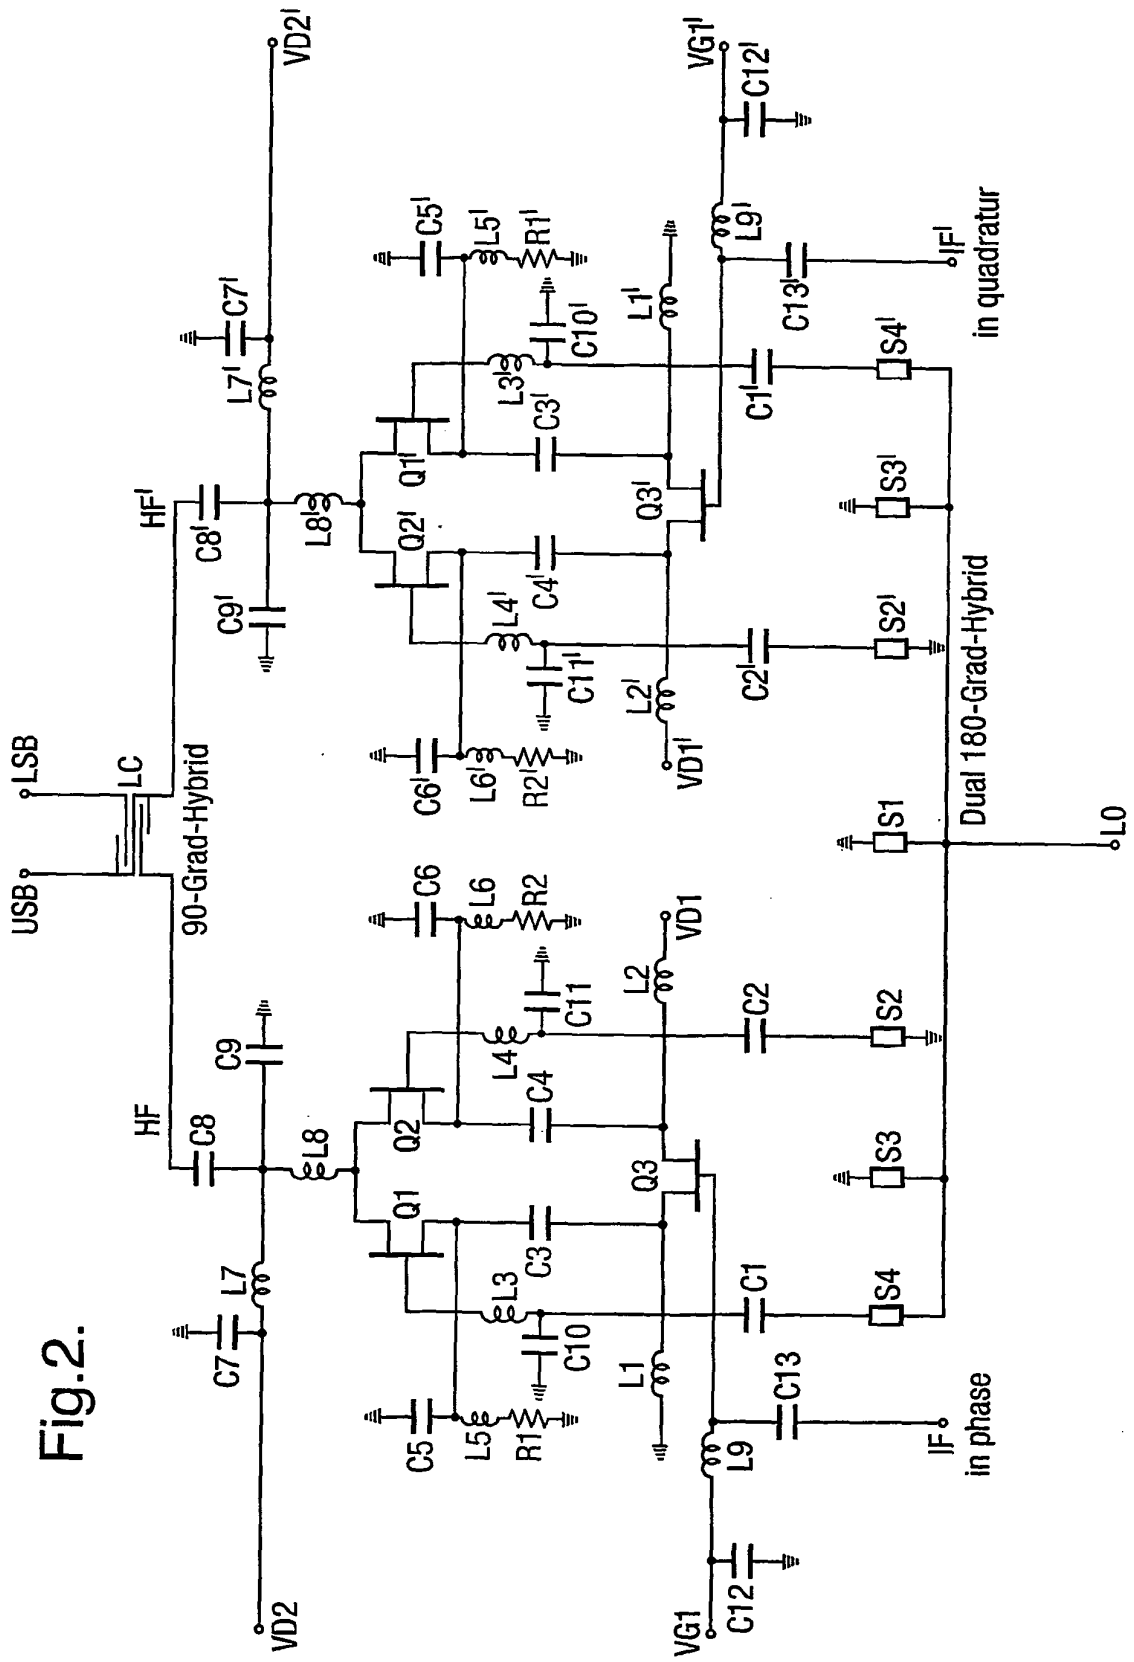 Fig.2.
USB
LSB
LC
90-Grad-Hybrid
HF
HF'
C8
C8'
C9
C9'
C7
L7
L7'
C7'
VD2
VD2'
L8
L8'
Q1
Q2
Q2'
Q1'
C5
L5
R1
L3
C10
C3
C4
L4
C11
C6
L6
R2
C6'
L6'
R2'
L4'
C11'
C4'
C3'
L3'
C10'
C5'
L5'
R1'
L1
Q3
L2
VD1
VD1'
L2'
Q3'
L1'
VG1
C12
L9
C13
IF
in phase
C1
C2
C2'
C1'
S4
S3
S2
S1
S2'
S3'
S4'
Dual 180-Grad-Hybrid
LO
C13'
L9'
C12'
VG1'
IF'
in quadratur